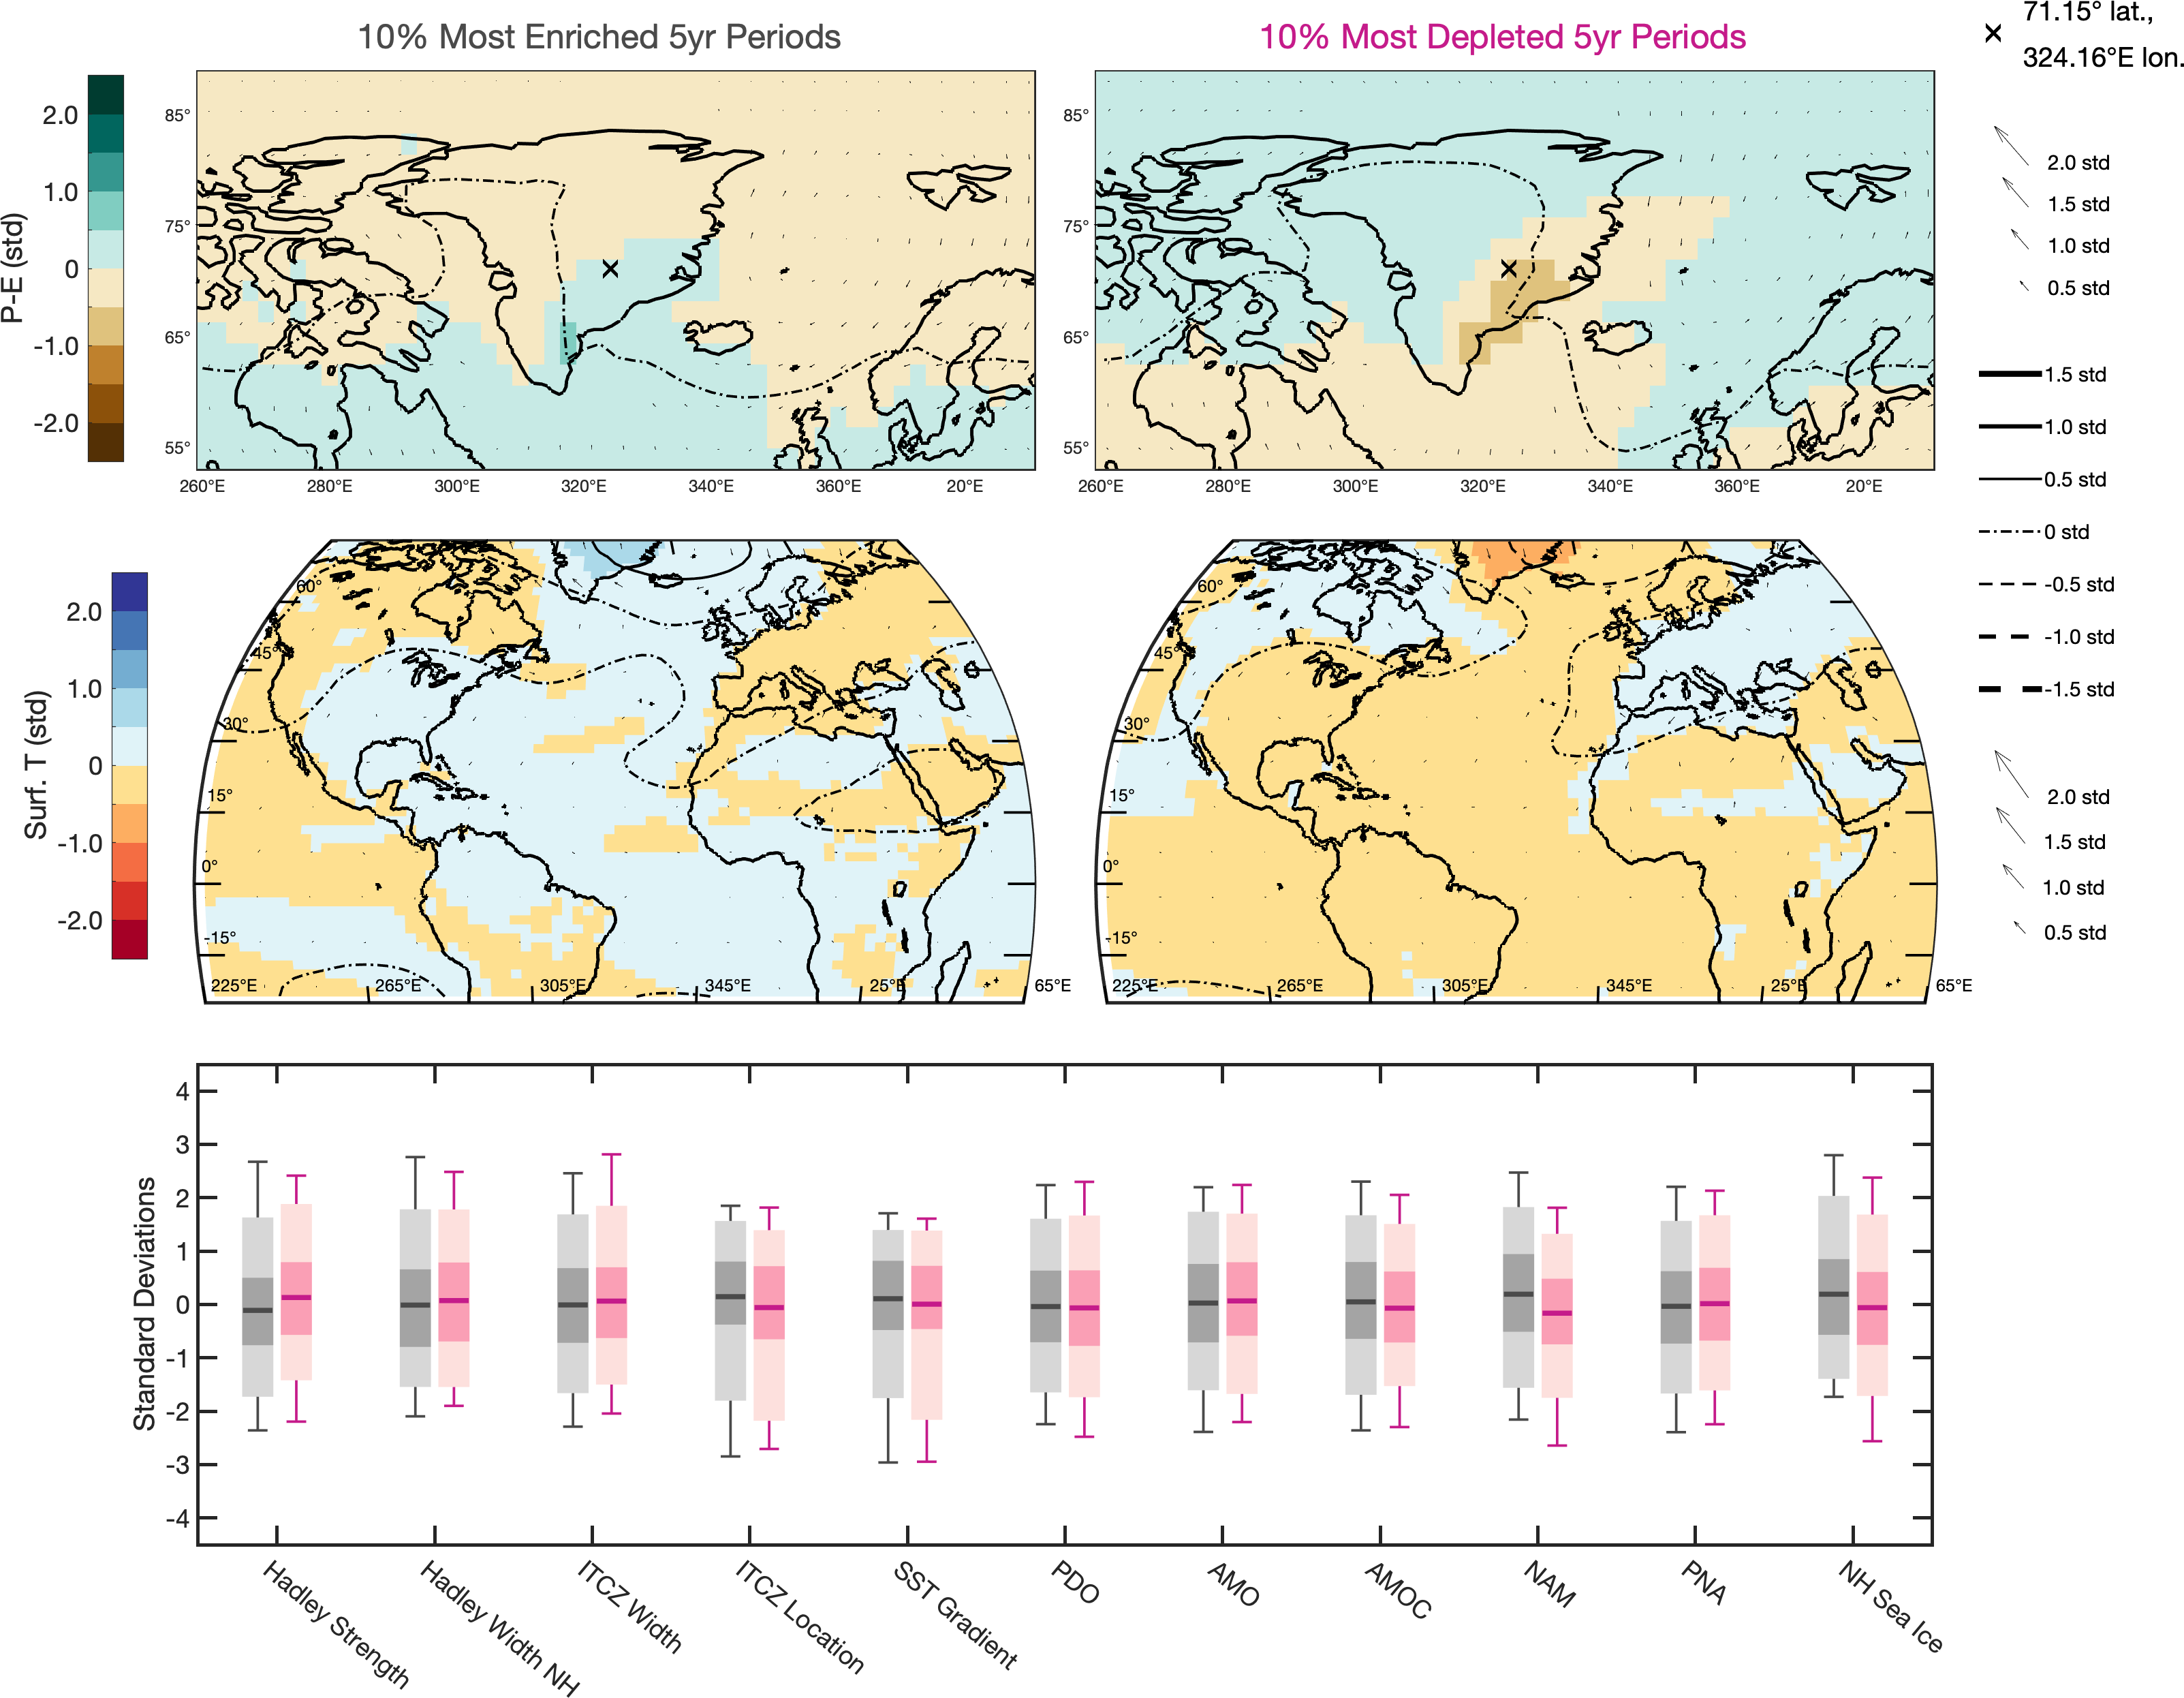 10% Most Enriched 5yr Periods
10% Most Depleted 5yr Periods
71.15° lat.,
324.16°E lon.
P-E (std)
2.0
1.0
0
-1.0
-2.0
85°
75°
65°
55°
260°E 280°E 300°E 320°E 340°E 360°E 20°E
85°
75°
65°
55°
260°E 280°E 300°E 320°E 340°E 360°E 20°E
2.0 std
1.5 std
1.0 std
0.5 std
1.5 std
1.0 std
0.5 std
0 std
-0.5 std
-1.0 std
-1.5 std
Surf. T (std)
2.0
1.0
0
-1.0
-2.0
60°
45°
30°
15°
0°
-15°
225°E 265°E 305°E 345°E 25°E 65°E
60°
45°
30°
15°
0°
-15°
225°E 265°E 305°E 345°E 25°E 65°E
2.0 std
1.5 std
1.0 std
0.5 std
Standard Deviations
4
3
2
1
0
-1
-2
-3
-4
Hadley Strength
Hadley Width NH
ITCZ Width
ITCZ Location
SST Gradient
PDO
AMO
AMOC
NAM
PNA
NH Sea Ice